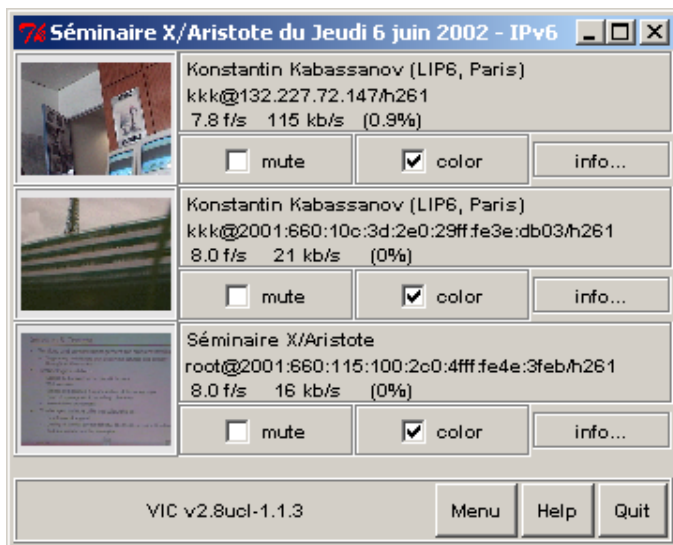 Séminaire X/Aristote du Jeudi 6 juin 2002 - IPv6
Konstantin Kabassanov (LIP6, Paris)
kkk@132.227.72.147/h261
7.8 f/s 115 kb/s (0.9%)
mute color info...
Konstantin Kabassanov (LIP6, Paris)
kkk@2001:660:10c:3d:2e0:29ff:fe3e:db03/h261
8.0 f/s 21 kb/s (0%)
mute color info...
Séminaire X/Aristote
root@2001:660:115:100:2c0:4fff:fe4e:3feb/h261
8.0 f/s 16 kb/s (0%)
mute color info...
VIC v2.8ucl-1.1.3 Menu Help Quit